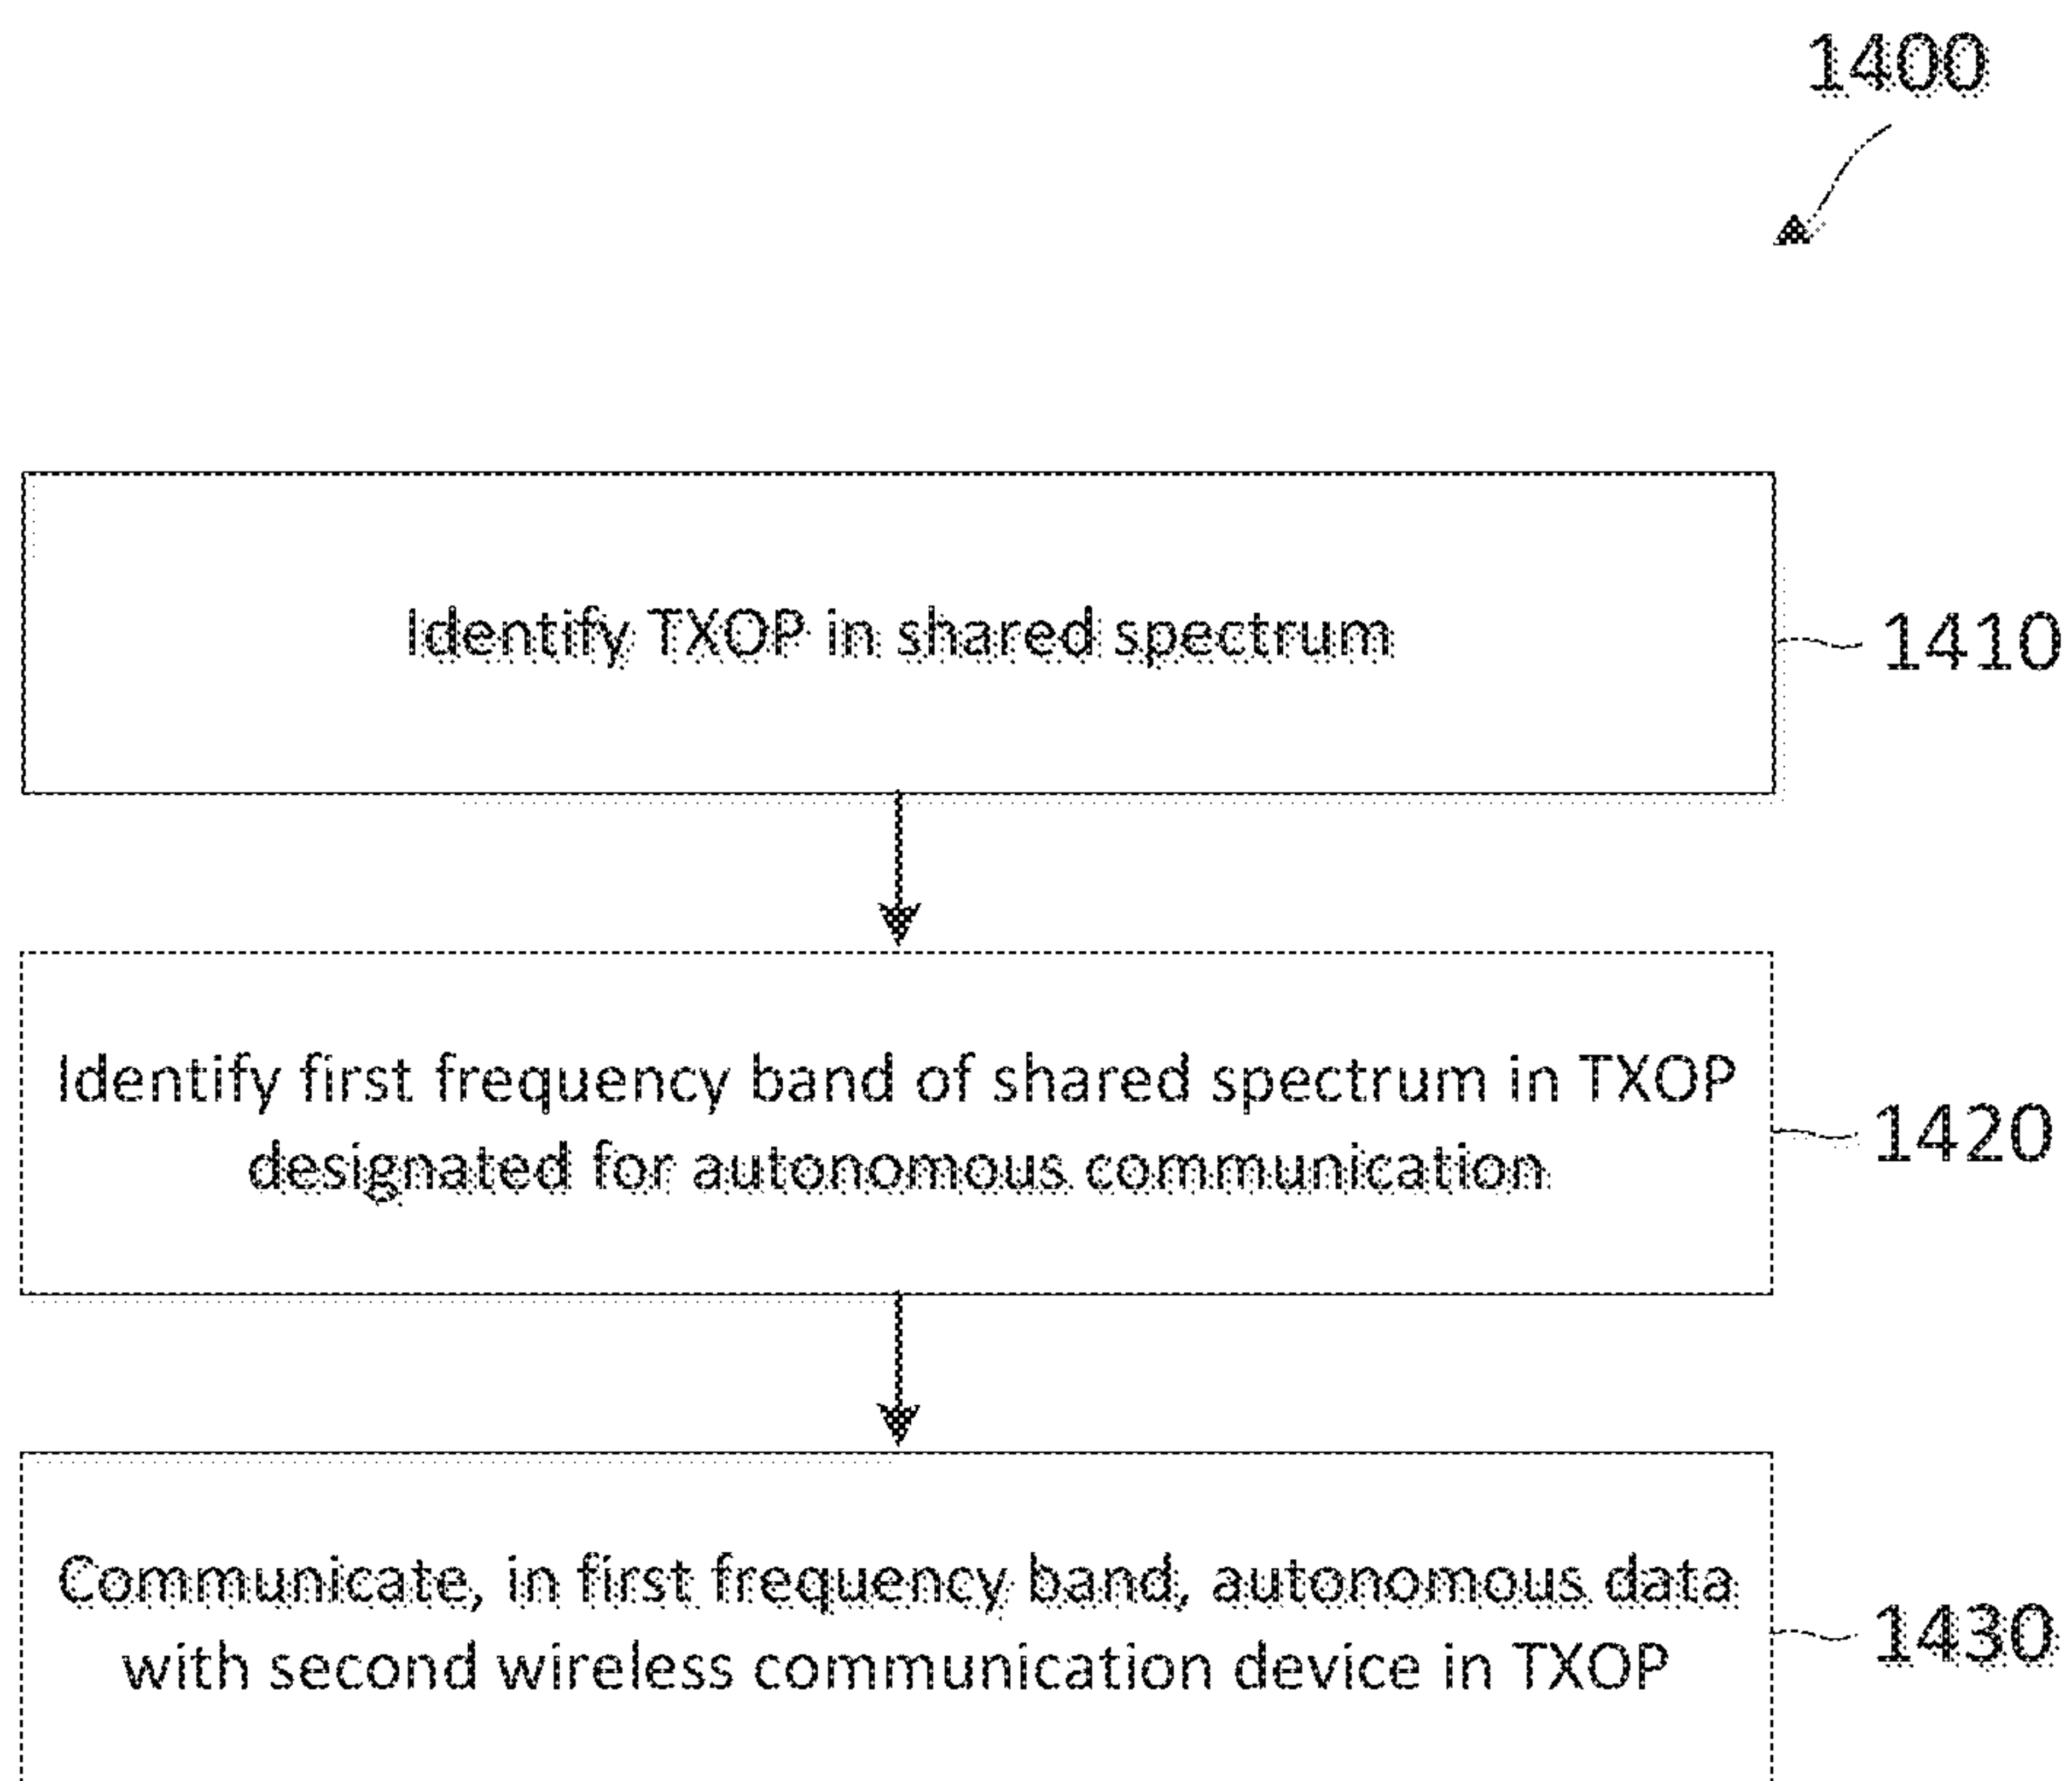 1400
Identify TXOP in shared spectrum
1410
Identify first frequency band of shared spectrum in TXOP
designated for autonomous communication
1420
Communicate, in first frequency band, autonomous data
with second wireless communication device in TXOP
1430